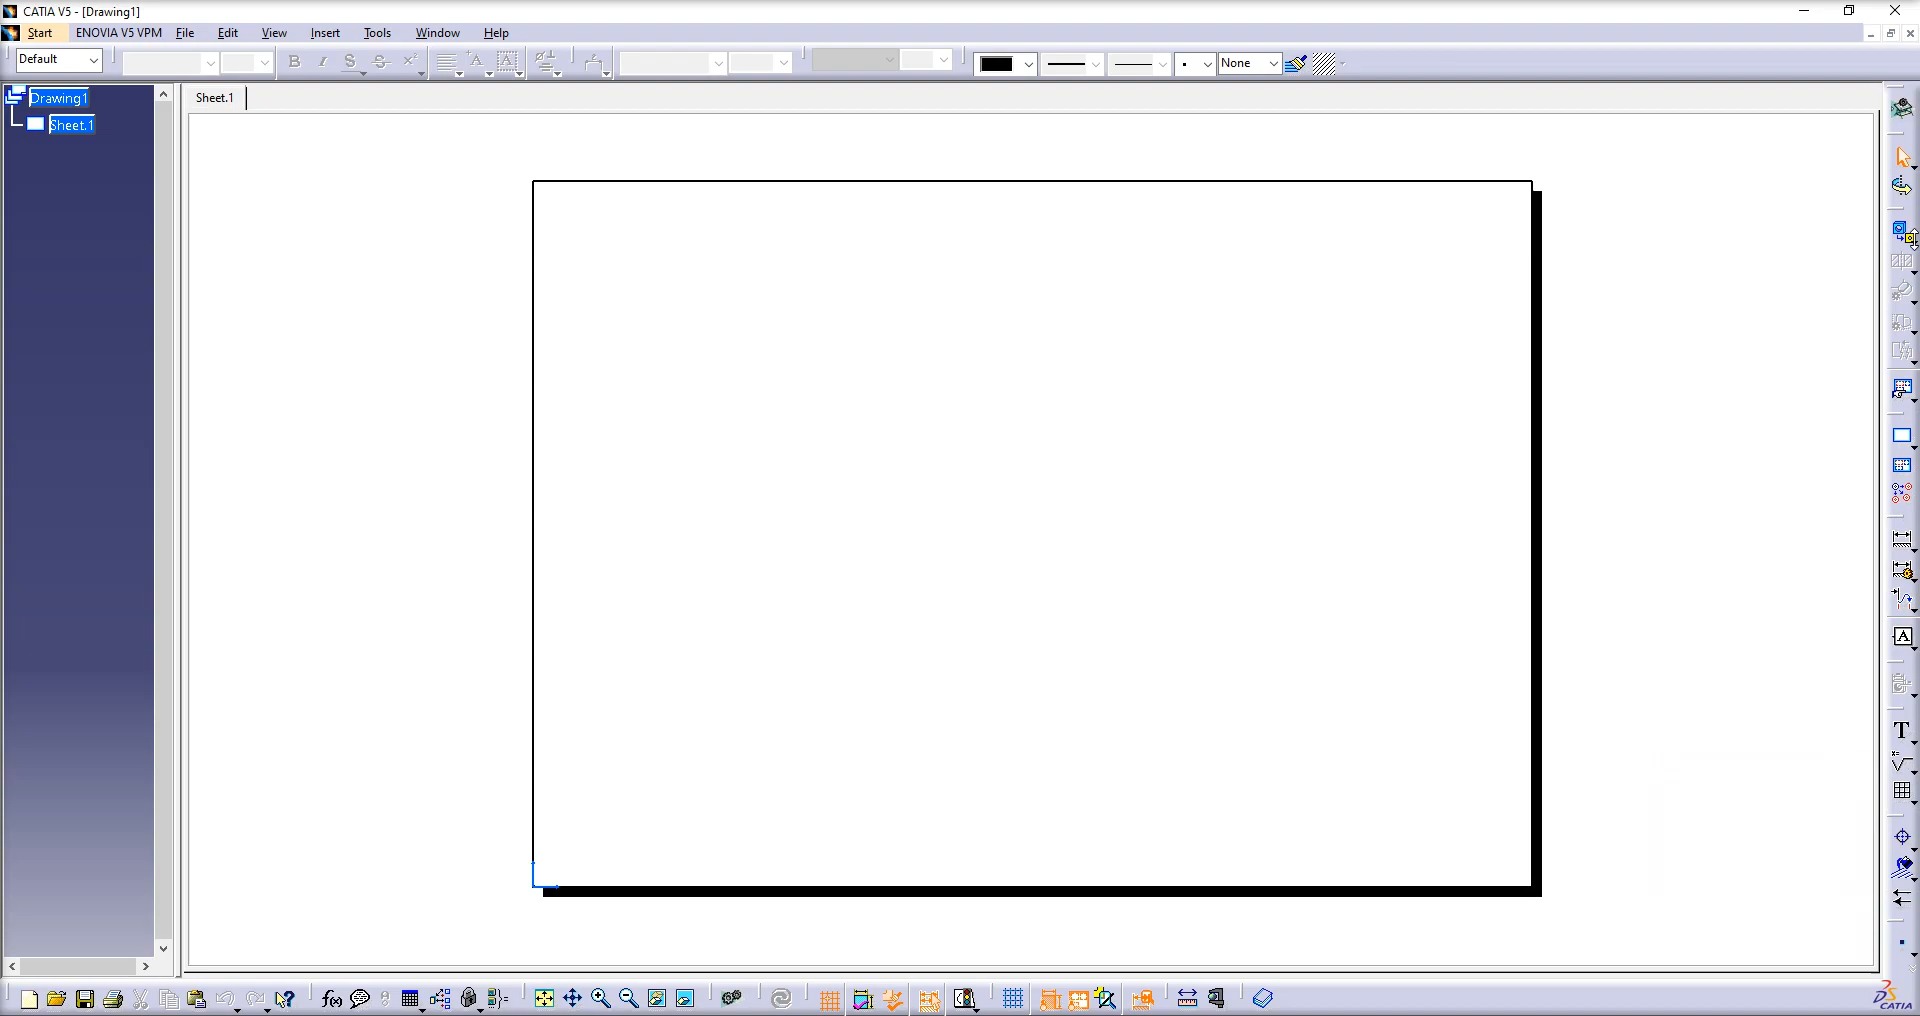 CATIA V5 - [Drawing1]
Start ENOVIA V5 VPM File Edit View Insert Tools Window Help
Default
B I S S x
None
Drawing1
Sheet.1
Sheet.1
A
T
f(x)
DS CATIA